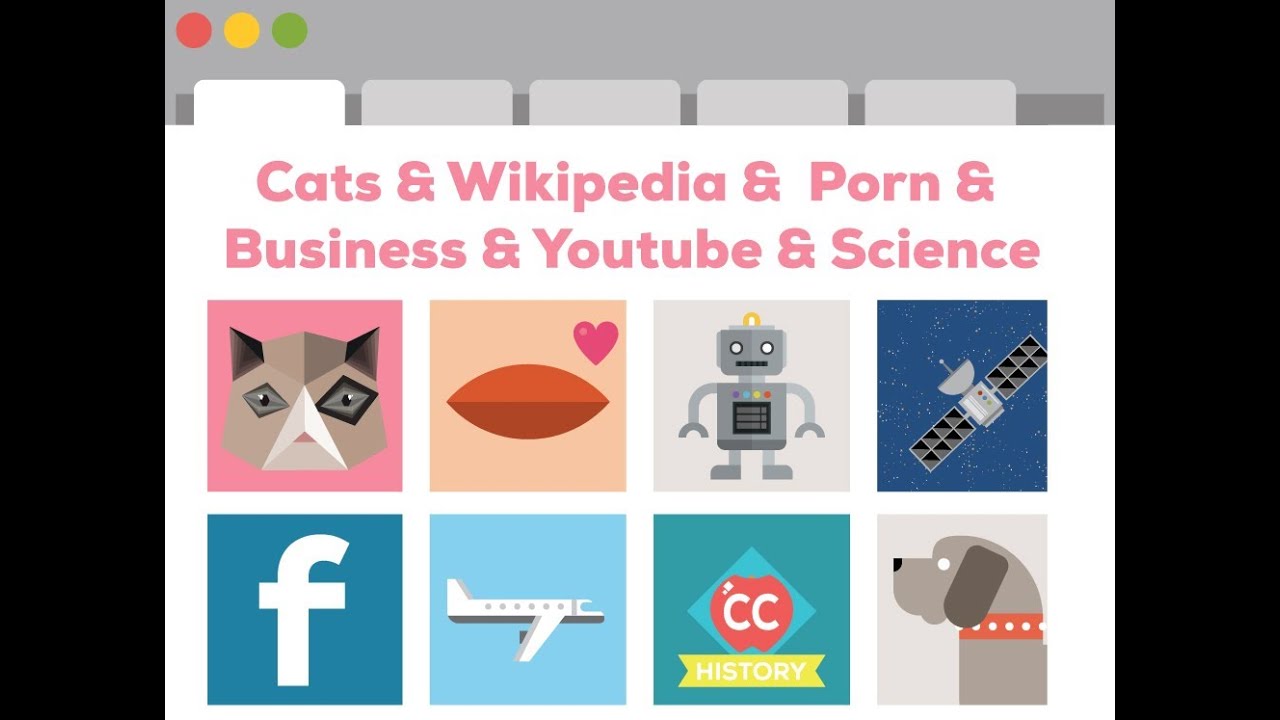 Cats & Wikipedia & Porn &
Business & Youtube & Science
f
CC
HISTORY